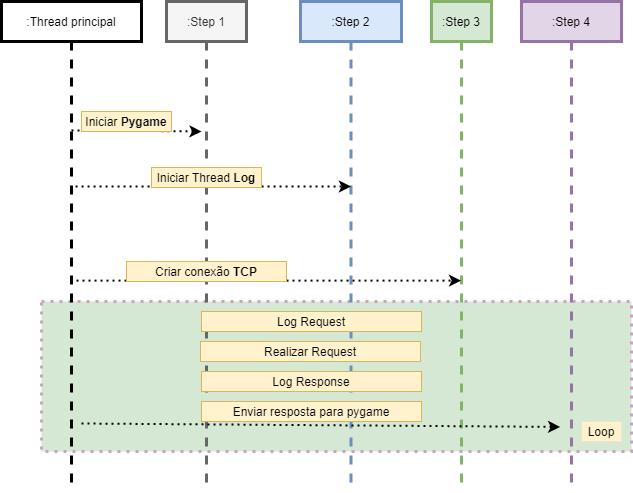 :Thread principal
:Step 1
:Step 2
:Step 3
:Step 4
Iniciar Pygame
Iniciar Thread Log
Criar conexão TCP
Log Request
Realizar Request
Log Response
Enviar resposta para pygame
Loop